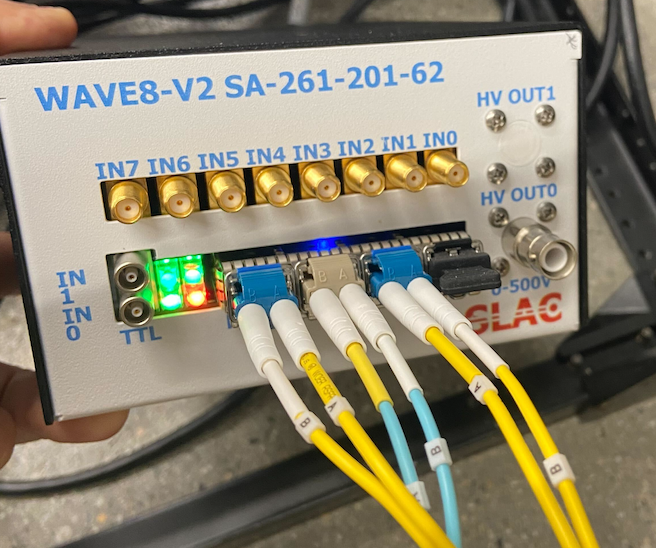 WAVE8-V2 SA-261-201-62
HV OUT1
IN7 IN6 IN5 IN4 IN3 IN2 IN1 IN0
HV OUT0
IN
1
IN
0
TTL
0-500V
SLAC
B A
B
A
B
A
B